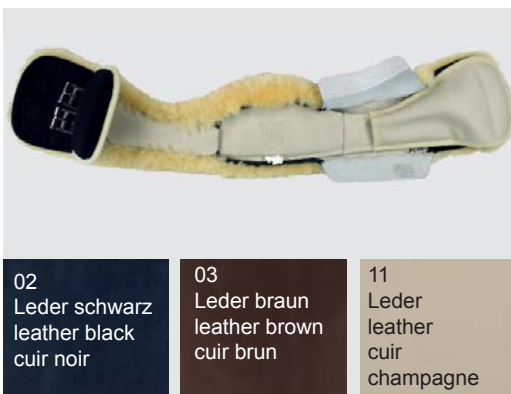 02
Leder schwarz
leather black
cuir noir
03
Leder braun
leather brown
cuir brun
11
Leder
leather
cuir
champagne